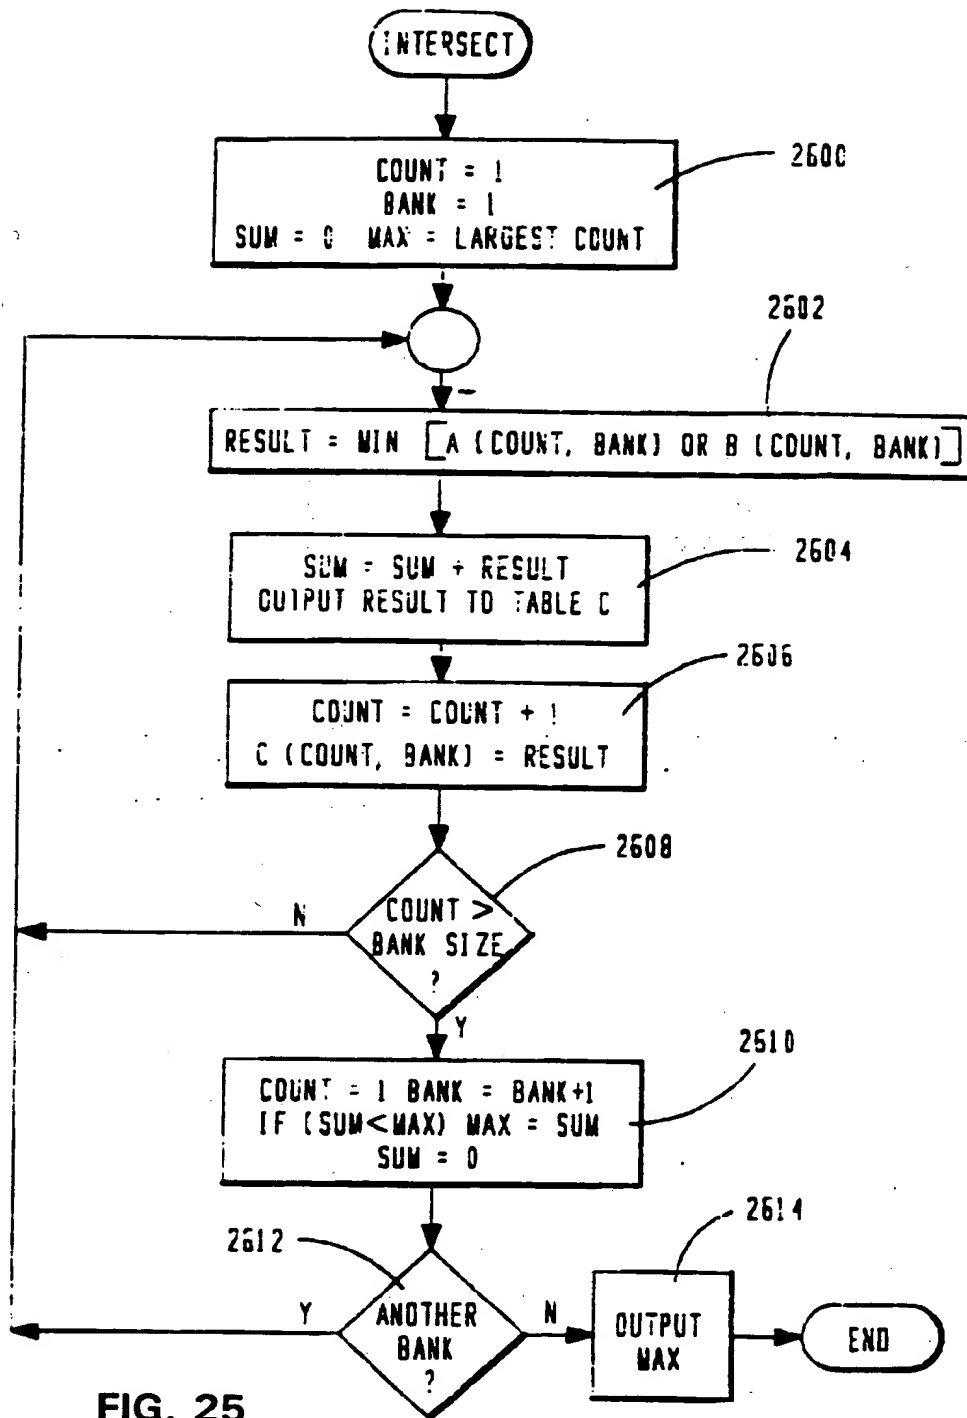 INTERSECT
COUNT = 1
BANK = 1
SUM = 0 MAX = LARGEST COUNT
2600
2602
RESULT = MIN [A (COUNT, BANK) OR B (COUNT, BANK)]
SUM = SUM + RESULT
OUTPUT RESULT TO TABLE C
2604
2606
COUNT = COUNT + 1
C (COUNT, BANK) = RESULT
2608
COUNT >
BANK SIZE
?
N
Y
2610
COUNT = 1 BANK = BANK+1
IF (SUM<MAX) MAX = SUM
SUM = 0
2612
2614
Y
ANOTHER
BANK
?
N
OUTPUT
MAX
END
FIG. 25